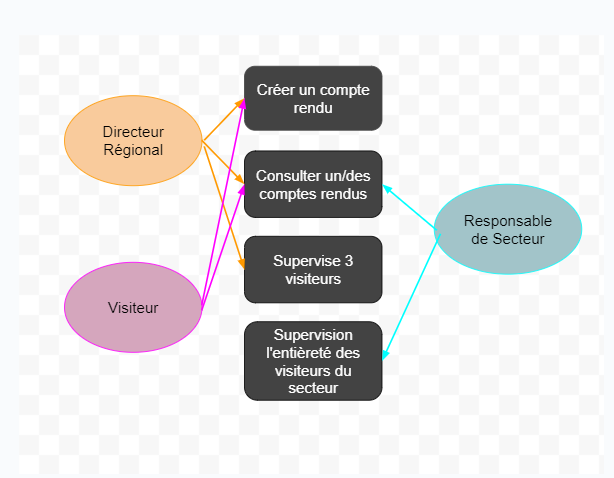 Créer un compte
rendu
Directeur
Régional
Consulter un/des
comptes rendus
Responsable
de Secteur
Supervise 3
visiteurs
Visiteur
Supervision
l'entièreté des
visiteurs du
secteur